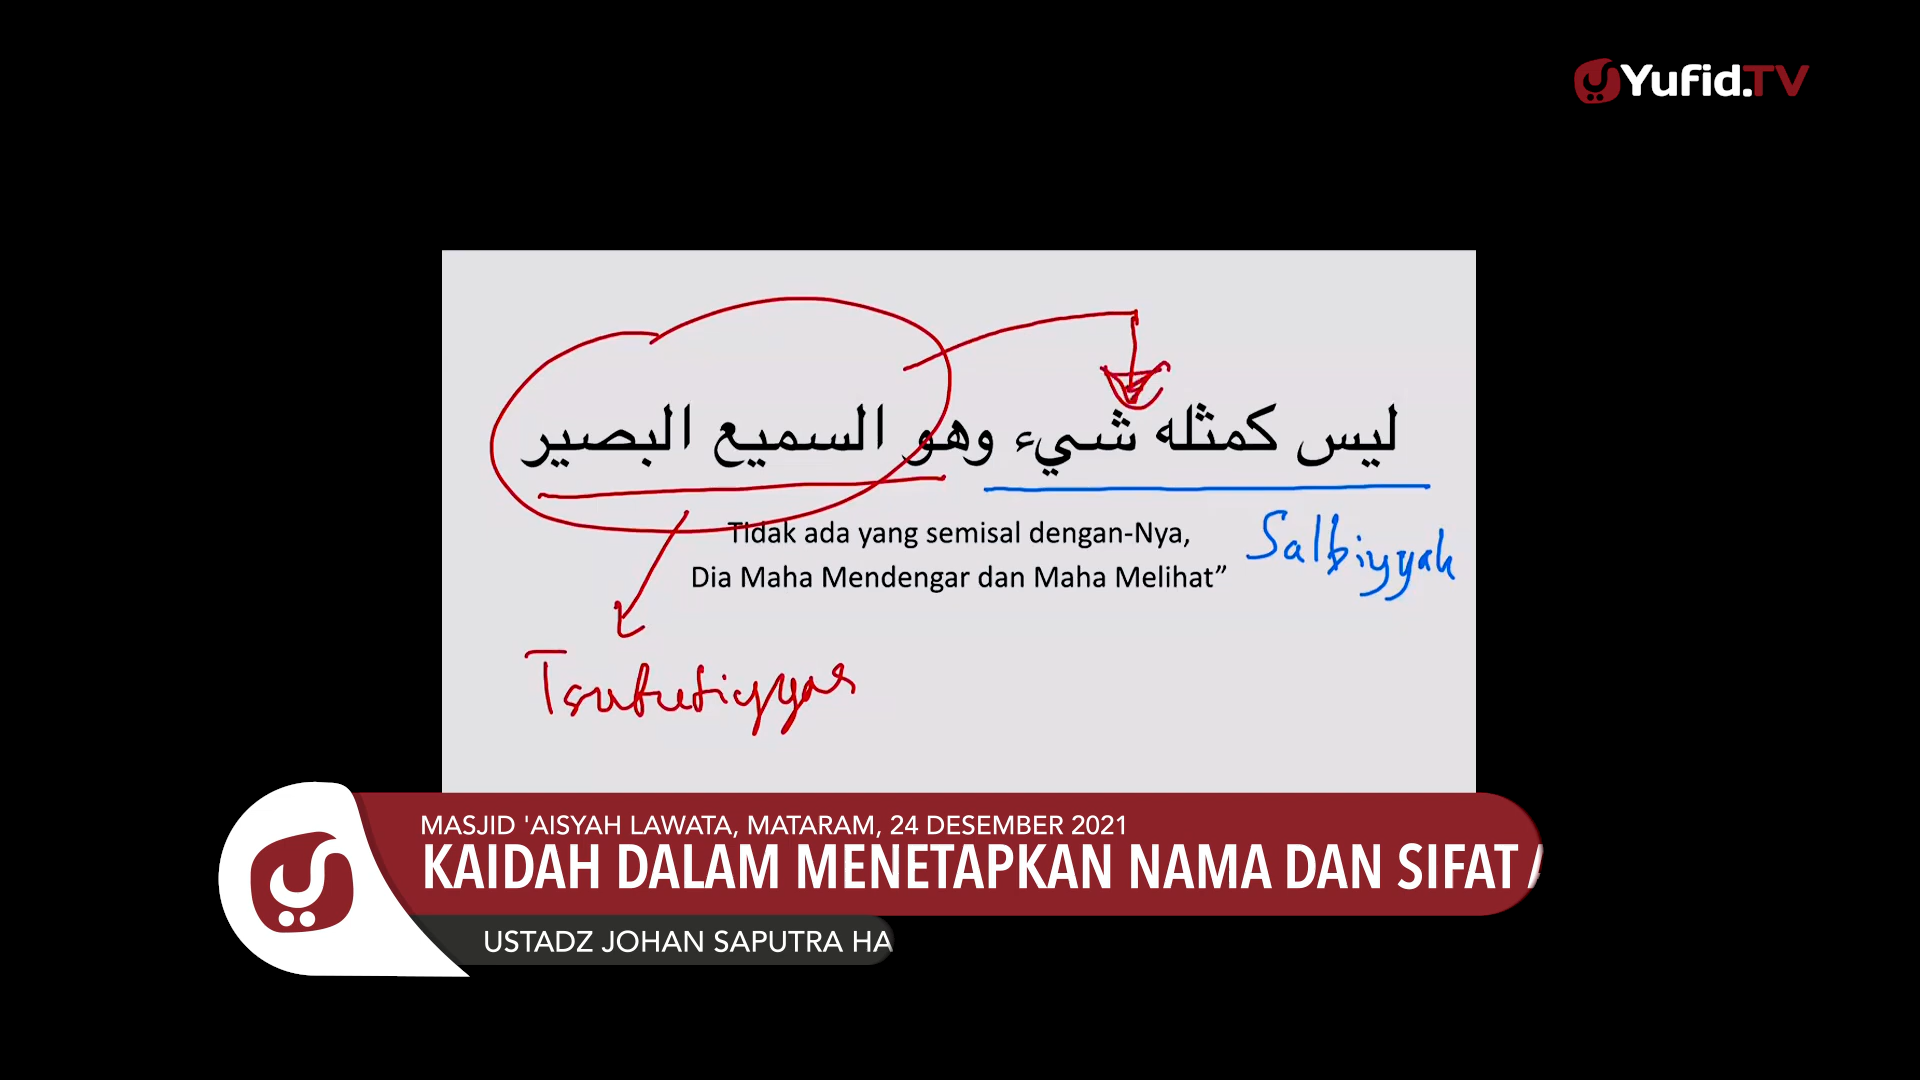 Yufid.TV
ليس كمثله شيء وهو السميع البصير
Tidak ada yang semisal dengan-Nya,
Dia Maha Mendengar dan Maha Melihat”
Salbiyyah
Tsubutiyyah
MASJID 'AISYAH LAWATA, MATARAM, 24 DESEMBER 2021
KAIDAH DALAM MENETAPKAN NAMA DAN SIFAT
USTADZ JOHAN SAPUTRA HA